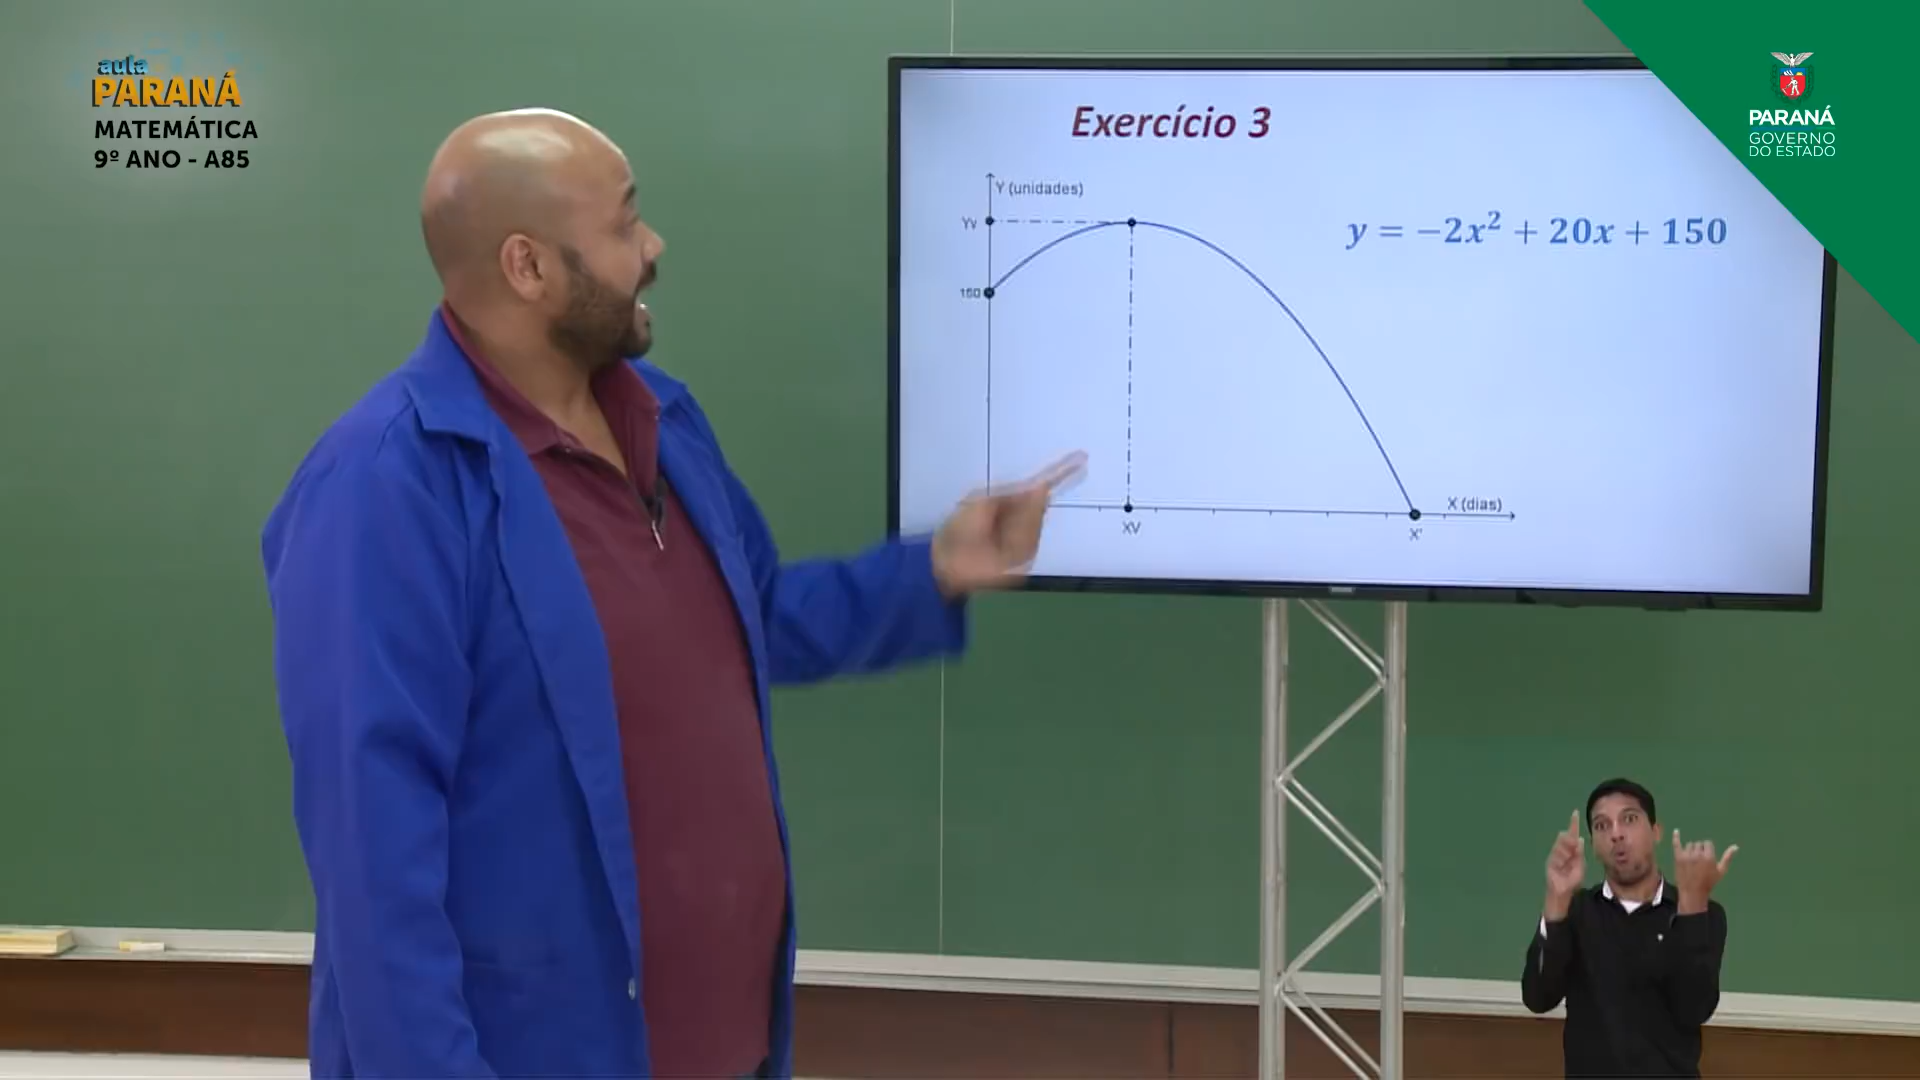 aula
PARANÁ
MATEMÁTICA
9º ANO - A85
Exercício 3
Y (unidades)
Yv
150
y = −2x² + 20x + 150
X (dias)
XV
X'
PARANÁ
GOVERNO
DO ESTADO